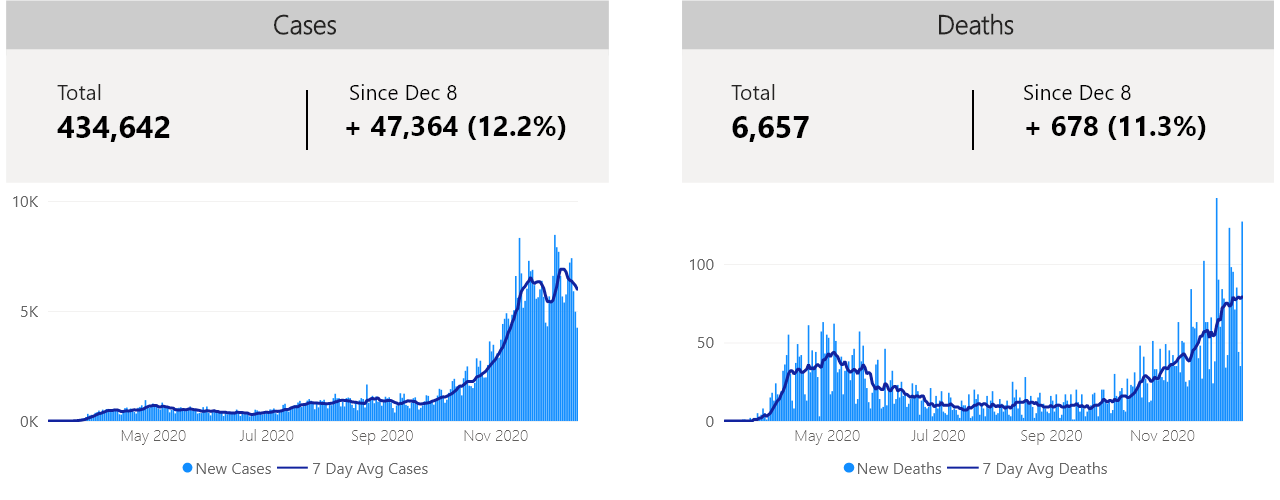 Cases
Total
434,642
Since Dec 8
+ 47,364 (12.2%)
10K
5K
0K
May 2020 Jul 2020 Sep 2020 Nov 2020
New Cases 7 Day Avg Cases
Deaths
Total
6,657
Since Dec 8
+ 678 (11.3%)
100
50
0
May 2020 Jul 2020 Sep 2020 Nov 2020
New Deaths 7 Day Avg Deaths